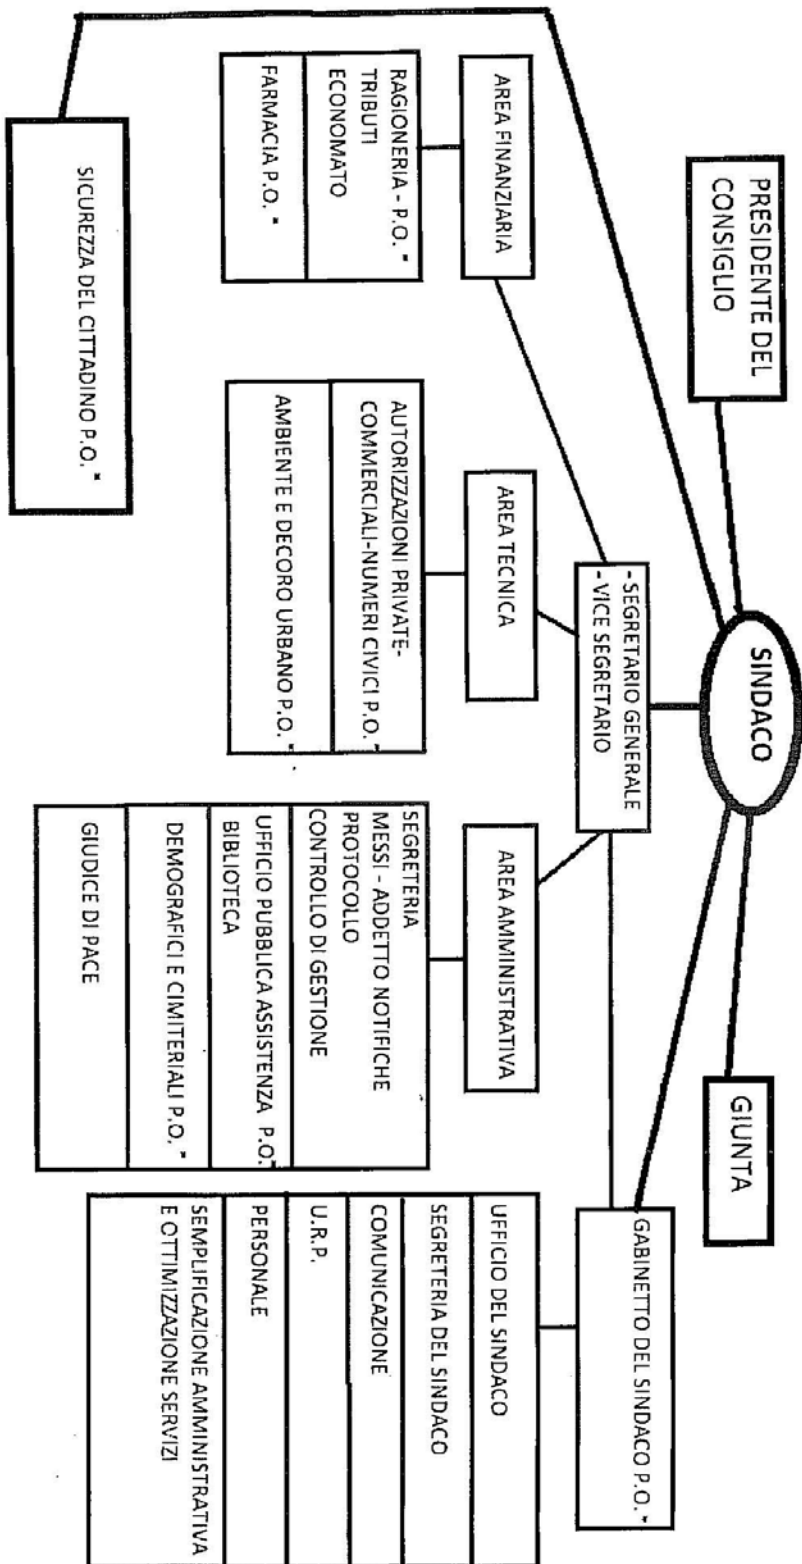 PRESIDENTE DEL
CONSIGLIO
SINDACO
GIUNTA
- SEGRETARIO GENERALE
- VICE SEGRETARIO
GABINETTO DEL SINDACO P.O. *
AREA FINANZIARIA
AREA TECNICA
AREA AMMINISTRATIVA
RAGIONERIA - P.O. *
TRIBUTI
ECONOMATO
FARMACIA P.O. *
AUTORIZZAZIONI PRIVATE-
COMMERCIALI-NUMERI CIVICI P.O. *
AMBIENTE E DECORO URBANO P.O. *
SEGRETERIA
MESSI - ADDETTO NOTIFICHE
PROTOCOLLO
CONTROLLO DI GESTIONE
UFFICIO PUBBLICA ASSISTENZA P.O.*
BIBLIOTECA
DEMOGRAFICI E CIMITERIALI P.O. *
GIUDICE DI PACE
UFFICIO DEL SINDACO
SEGRETERIA DEL SINDACO
COMUNICAZIONE
U.R.P.
PERSONALE
SEMPLIFICAZIONE AMMINISTRATIVA
E OTTIMIZZAZIONE SERVIZI
SICUREZZA DEL CITTADINO P.O. *